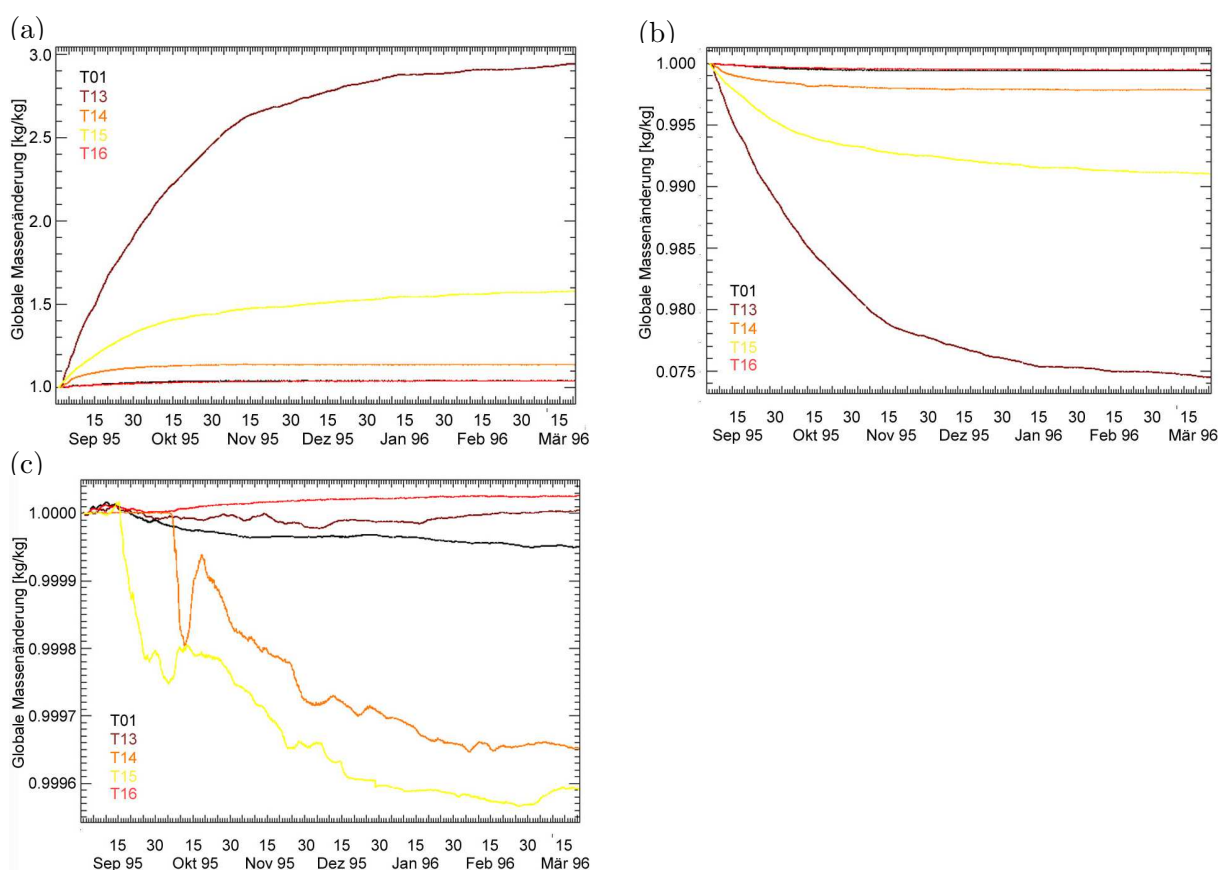 (a)
Globale Massenänderung [kg/kg]
3.0
2.5
2.0
1.5
1.0
T01
T13
T14
T15
T16
15 30 15 30 15 30 15 30 15 30 15 30 15
Sep 95 Okt 95 Nov 95 Dez 95 Jan 96 Feb 96 Mär 96
(b)
Globale Massenänderung [kg/kg]
1.000
0.995
0.990
0.985
0.980
0.075
T01
T13
T14
T15
T16
15 30 15 30 15 30 15 30 15 30 15 30 15
Sep 95 Okt 95 Nov 95 Dez 95 Jan 96 Feb 96 Mär 96
(c)
Globale Massenänderung [kg/kg]
1.0000
0.9999
0.9998
0.9997
0.9996
T01
T13
T14
T15
T16
15 30 15 30 15 30 15 30 15 30 15 30 15
Sep 95 Okt 95 Nov 95 Dez 95 Jan 96 Feb 96 Mär 96